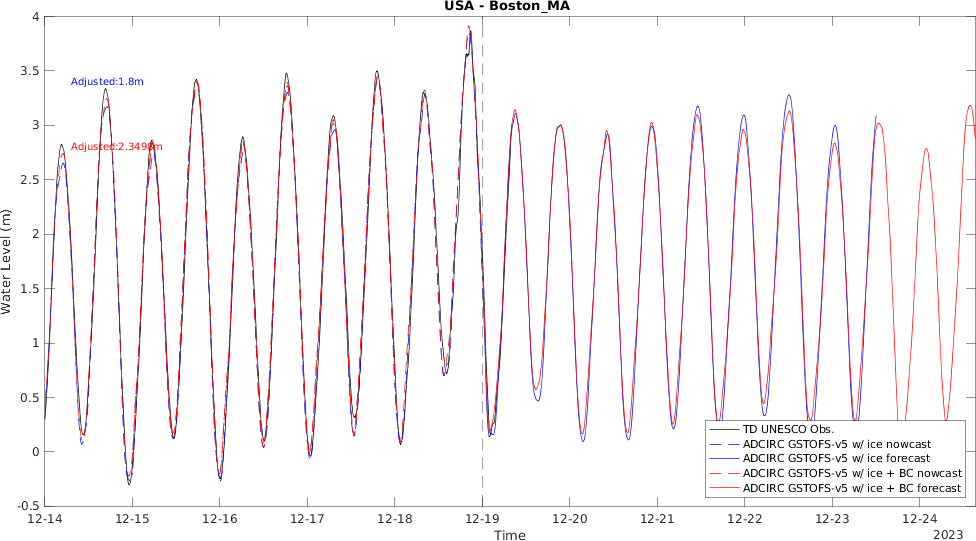 USA - Boston_MA
4
3.5
3
2.5
2
1.5
1
0.5
0
-0.5
Water Level (m)
Adjusted:1.8m
TD UNESCO Obs.
ADCIRC GSTOFS-v5 w/ ice nowcast
ADCIRC GSTOFS-v5 w/ ice forecast
ADCIRC GSTOFS-v5 w/ ice + BC nowcast
ADCIRC GSTOFS-v5 w/ ice + BC forecast
12-14 12-15 12-16 12-17 12-18 12-19 12-20 12-21 12-22 12-23 12-24
Time
2023